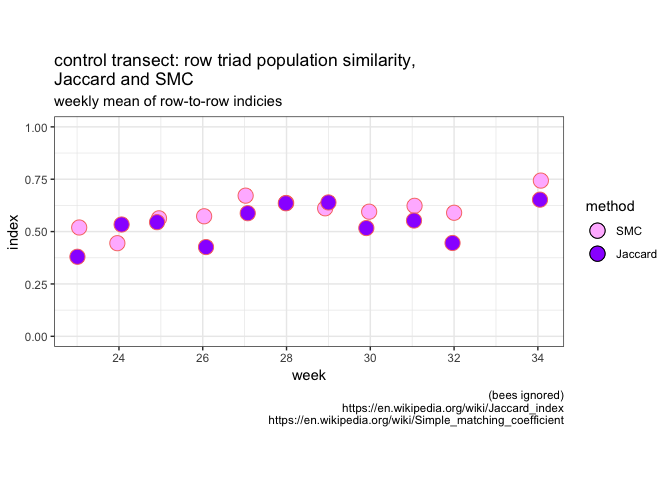 control transect: row triad population similarity,
Jaccard and SMC
weekly mean of row-to-row indicies
1.00
0.75
0.50
0.25
0.00
index
24
26
28
30
32
34
week
method
SMC
Jaccard
(bees ignored)
https://en.wikipedia.org/wiki/Jaccard_index
https://en.wikipedia.org/wiki/Simple_matching_coefficient